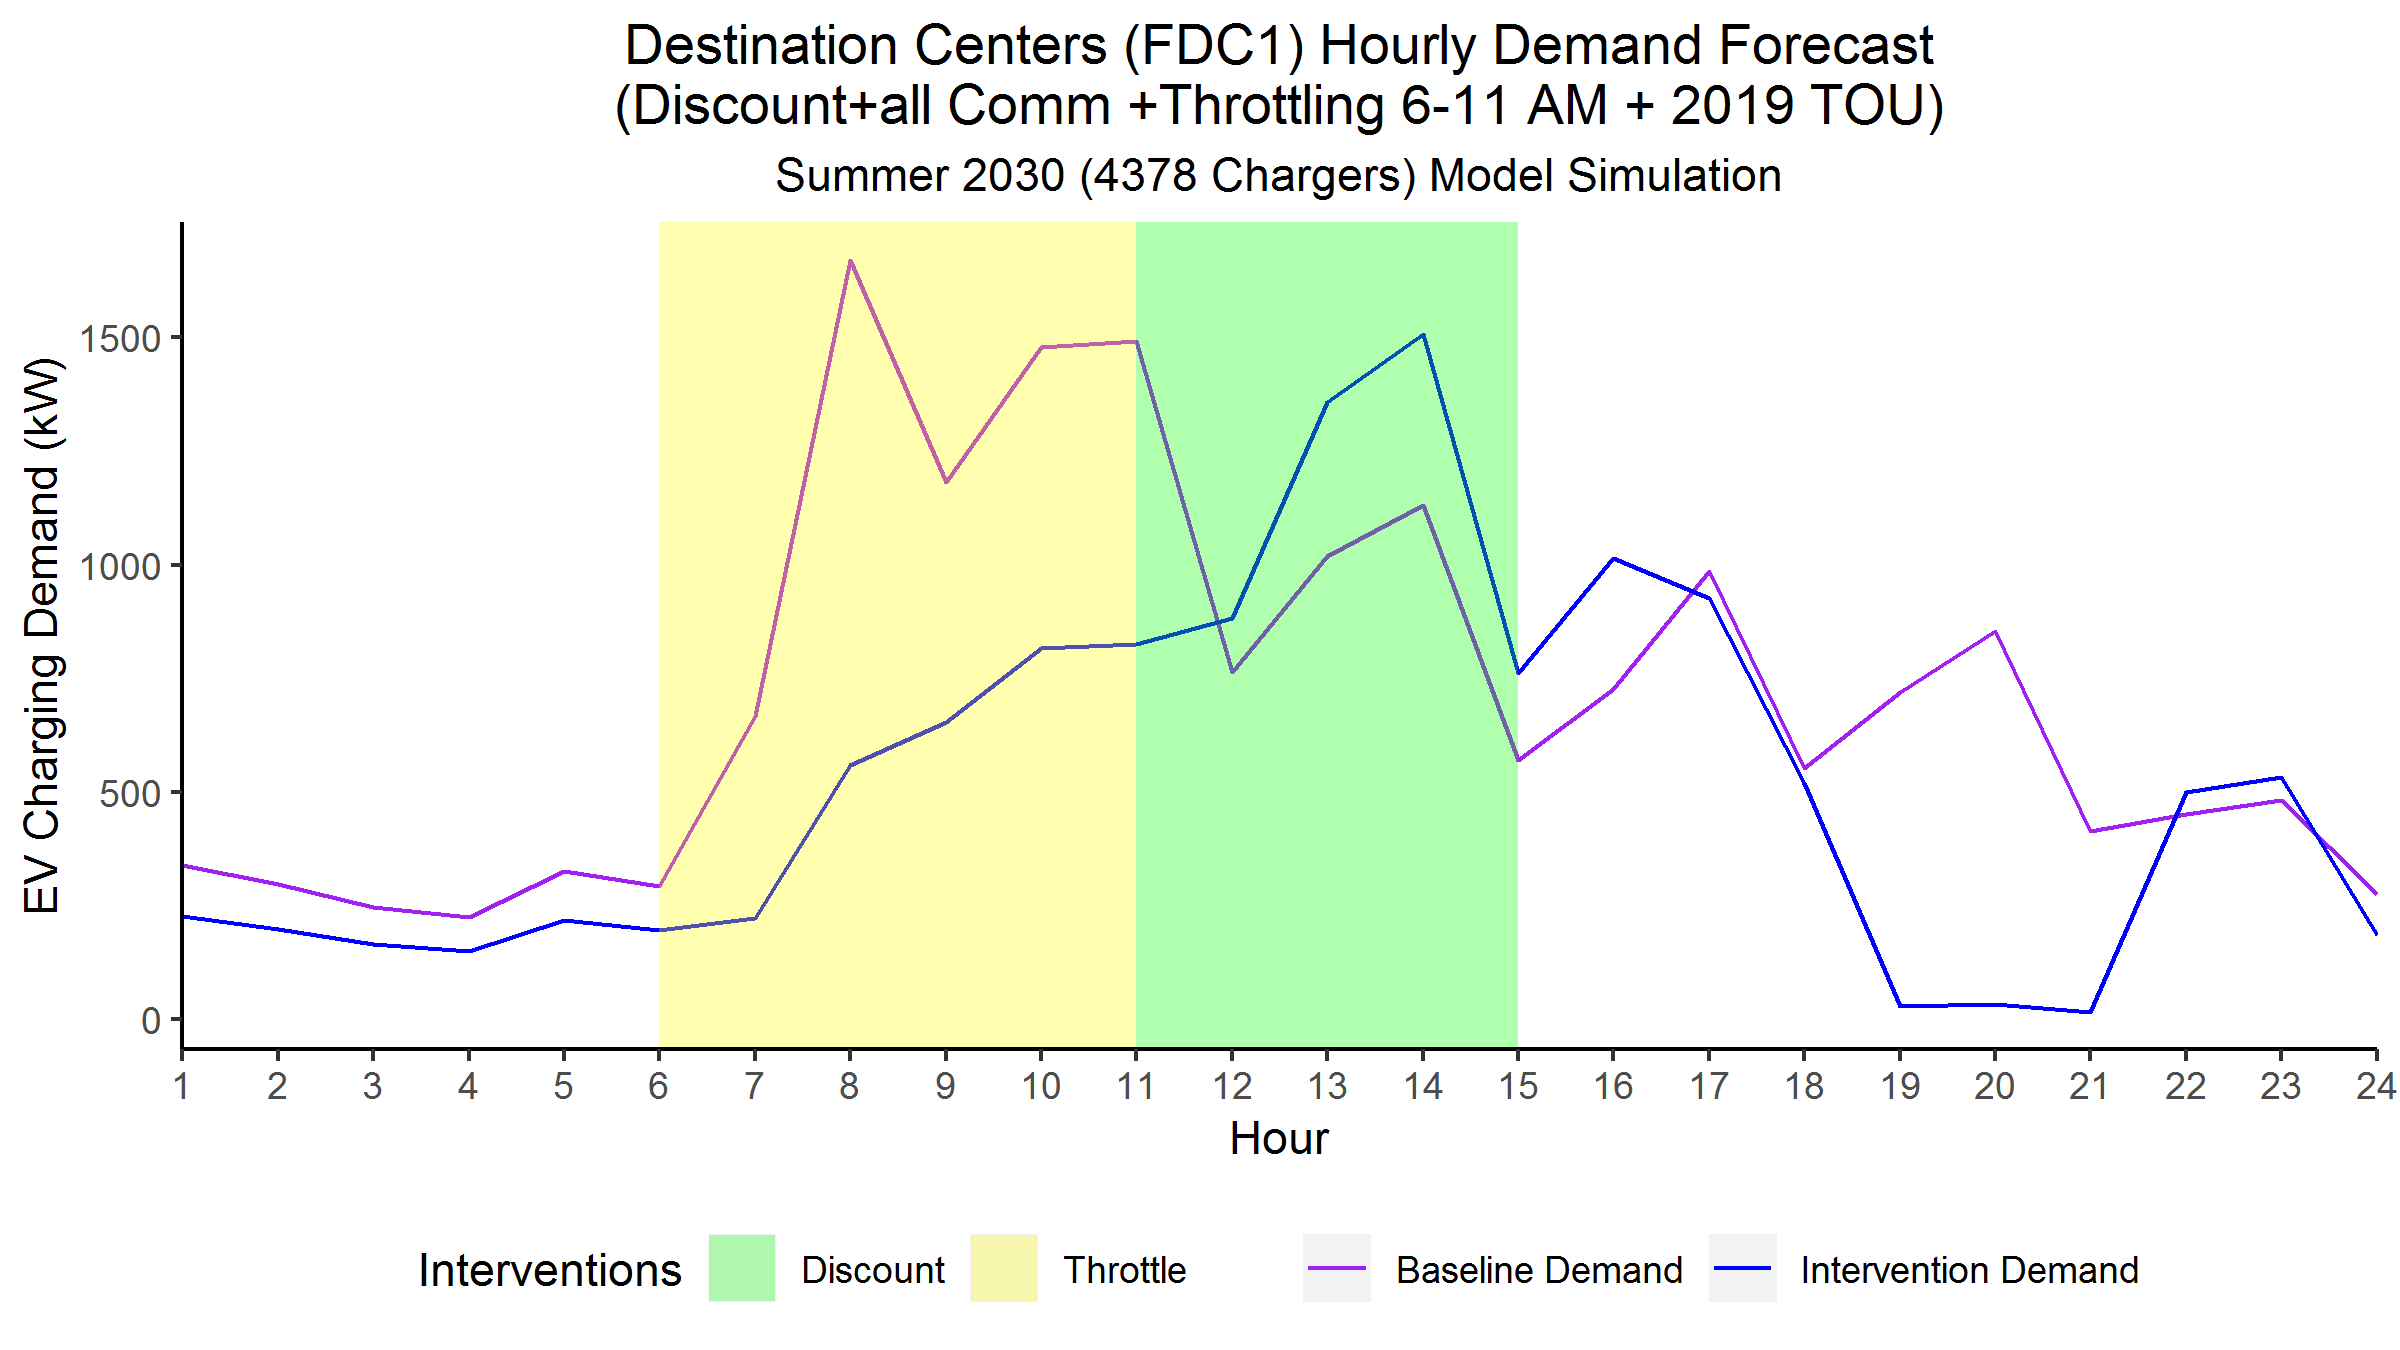 Destination Centers (FDC1) Hourly Demand Forecast
(Discount+all Comm +Throttling 6-11 AM + 2019 TOU)
Summer 2030 (4378 Chargers) Model Simulation
EV Charging Demand (kW)
1500
1000
500
0
1 2 3 4 5 6 7 8 9 10 11 12 13 14 15 16 17 18 19 20 21 22 23 24
Hour
Interventions Discount Throttle Baseline Demand Intervention Demand